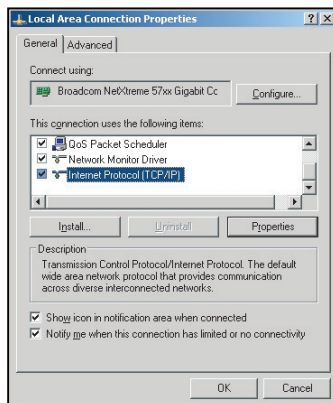 Local Area Connection Properties
General Advanced
Connect using:
Broadcom NetXtreme 57xx Gigabit Cc
Configure...
This connection uses the following items:
QoS Packet Scheduler
Network Monitor Driver
Internet Protocol (TCP/IP)
Install... Uninstall Properties
Description
Transmission Control Protocol/Internet Protocol. The default
wide area network protocol that provides communication
across diverse interconnected networks.
Show icon in notification area when connected
Notify me when this connection has limited or no connectivity
OK Cancel